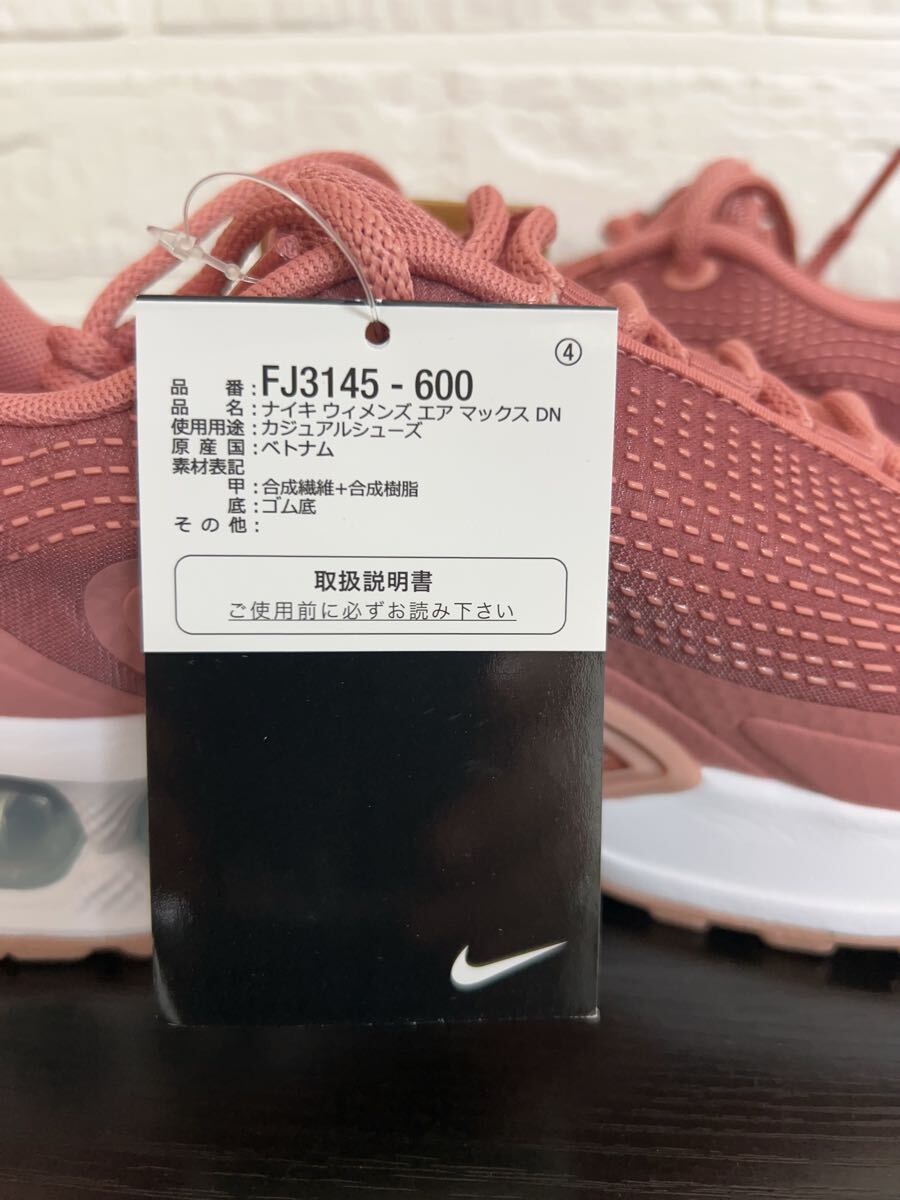 ④
品番:FJ3145 - 600
品名:ナイキ ウィメンズ エア マックス DN
使用用途:カジュアルシューズ
原産国:ベトナム
素材表記
甲:合成繊維+合成樹脂
底:ゴム底
その他:
取扱説明書
ご使用前に必ずお読み下さい